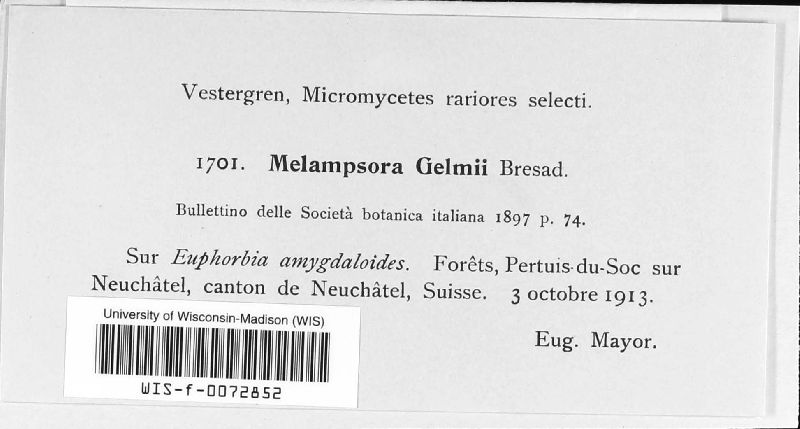 Vestergren, Micromycetes rariores selecti.
1701. Melampsora Gelmii Bresad.
Bullettino delle Società botanica italiana 1897 p. 74.
Sur Euphorbia amygdaloides. Forêts, Pertuis-du-Soc sur
Neuchâtel, canton de Neuchâtel, Suisse. 3 octobre 1913.
Eug. Mayor.
University of Wisconsin-Madison (WIS)
WIS-f-0072852